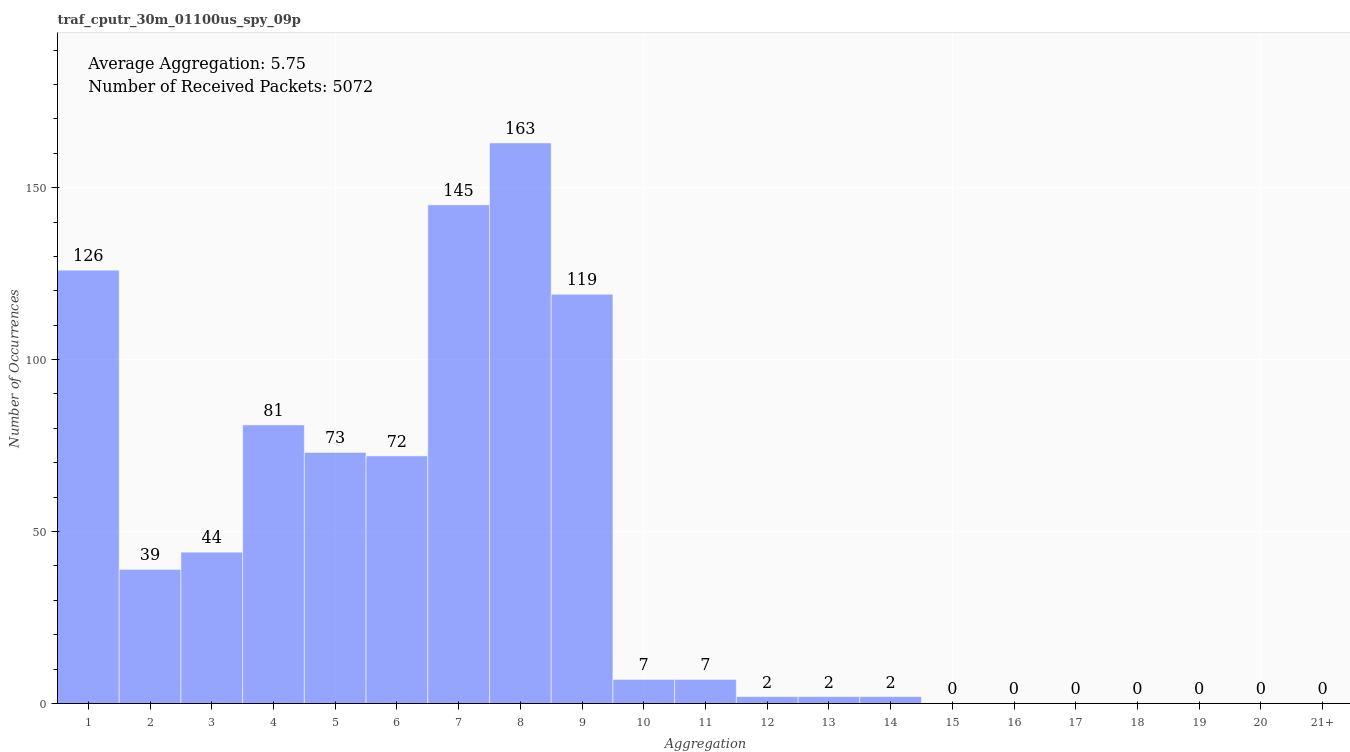 traf_cputr_30m_01100us_spy_09p
Average Aggregation: 5.75
Number of Received Packets: 5072
163
150
145
126
119
Number of Occurrences
100
81
73
72
50
44
39
7 7
2 2 2
0 0 0 0 0 0 0
0
1 2 3 4 5 6 7 8 9 10 11 12 13 14 15 16 17 18 19 20 21+
Aggregation